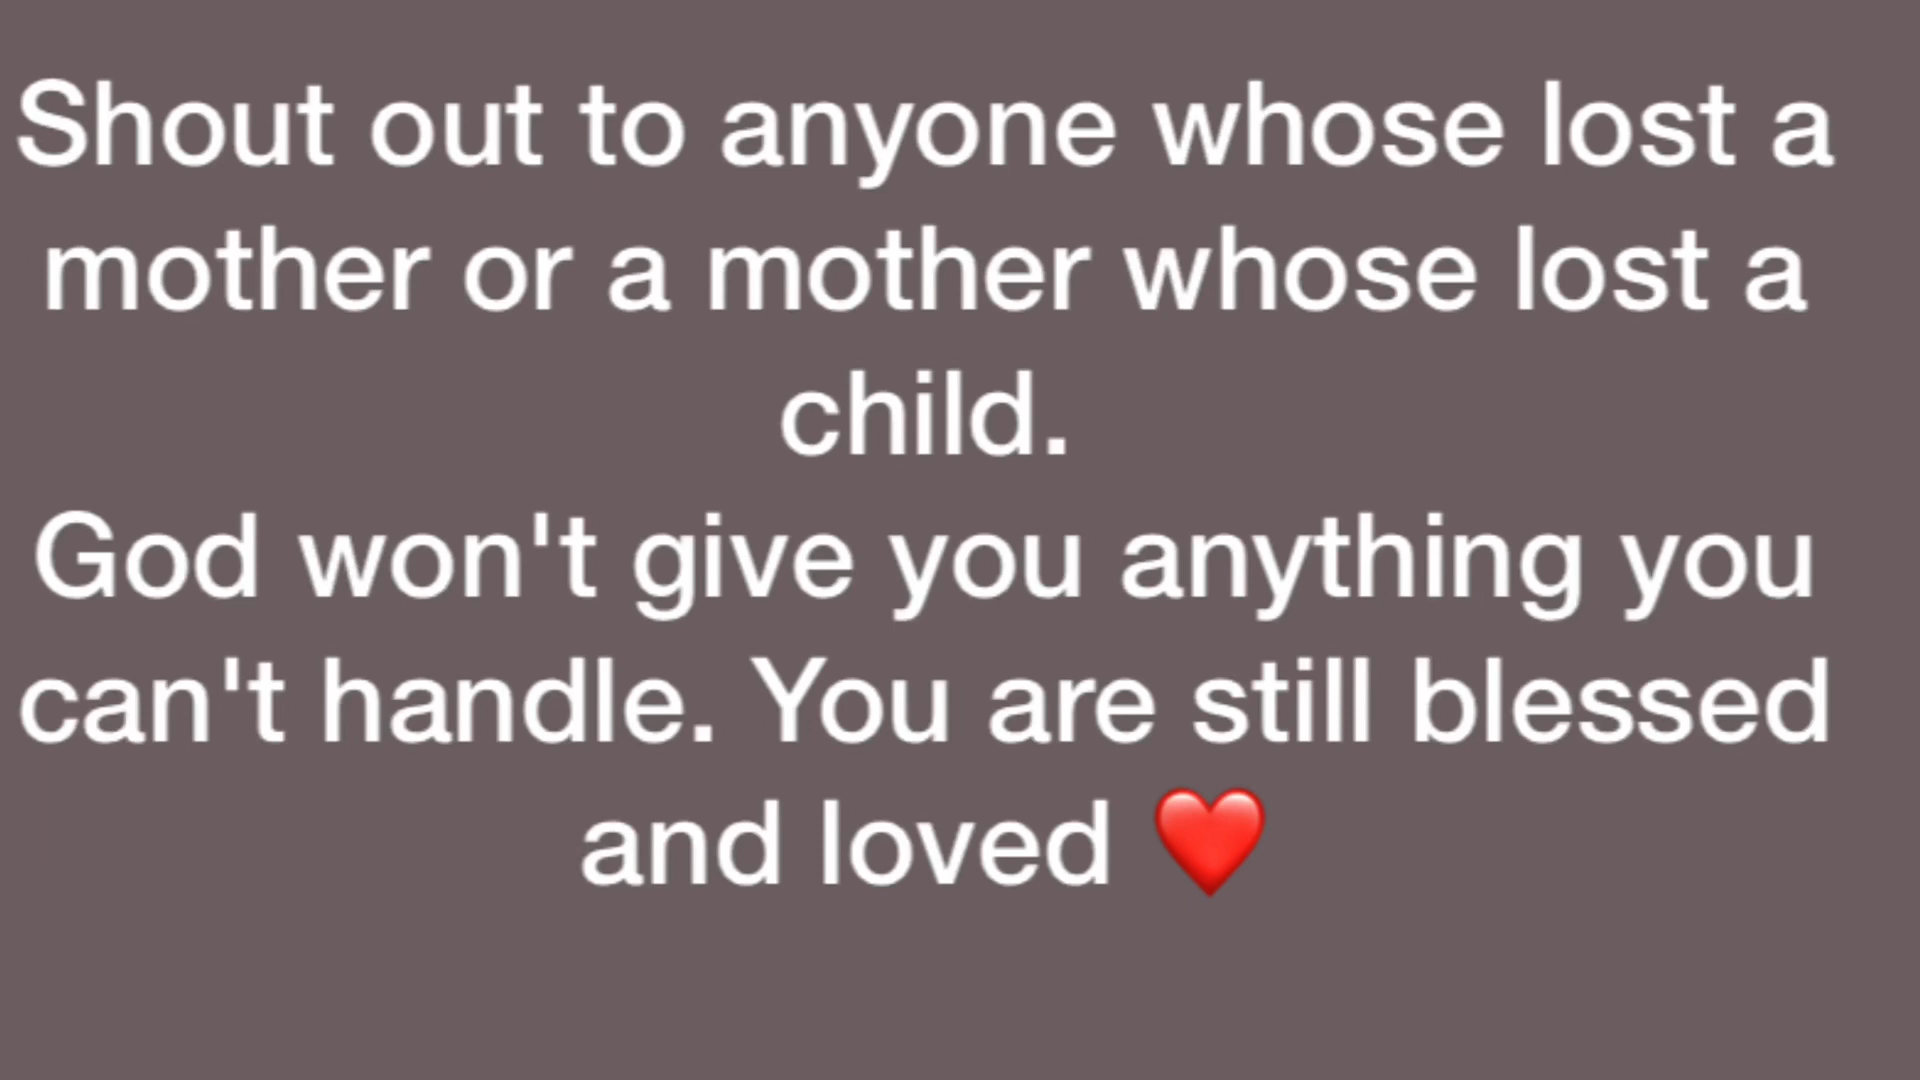 Shout out to anyone whose lost a
mother or a mother whose lost a
child.
God won't give you anything you
can't handle. You are still blessed
and loved ❤️